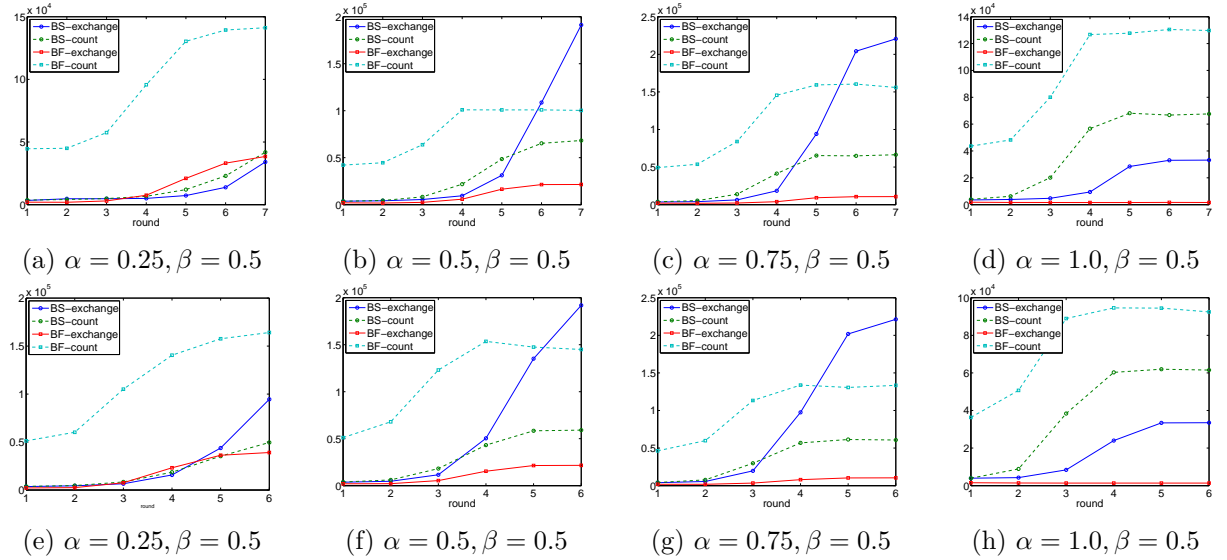 x 10^4
15
10
5
0
BS-exchange
BS-count
BF-exchange
BF-count
1 2 3 4 5 6 7
round
(a) α = 0.25, β = 0.5
x 10^5
2
1.5
1
0.5
0
BS-exchange
BS-count
BF-exchange
BF-count
1 2 3 4 5 6 7
round
(b) α = 0.5, β = 0.5
x 10^5
2.5
2
1.5
1
0.5
0
BS-exchange
BS-count
BF-exchange
BF-count
1 2 3 4 5 6 7
round
(c) α = 0.75, β = 0.5
x 10^4
14
12
10
8
6
4
2
0
BS-exchange
BS-count
BF-exchange
BF-count
1 2 3 4 5 6 7
round
(d) α = 1.0, β = 0.5
x 10^5
2
1.5
1
0.5
0
BS-exchange
BS-count
BF-exchange
BF-count
1 2 3 4 5 6
round
(e) α = 0.25, β = 0.5
x 10^5
2
1.5
1
0.5
0
BS-exchange
BS-count
BF-exchange
BF-count
1 2 3 4 5 6
round
(f) α = 0.5, β = 0.5
x 10^5
2.5
2
1.5
1
0.5
0
BS-exchange
BS-count
BF-exchange
BF-count
1 2 3 4 5 6
round
(g) α = 0.75, β = 0.5
x 10^4
10
8
6
4
2
0
BS-exchange
BS-count
BF-exchange
BF-count
1 2 3 4 5 6
round
(h) α = 1.0, β = 0.5